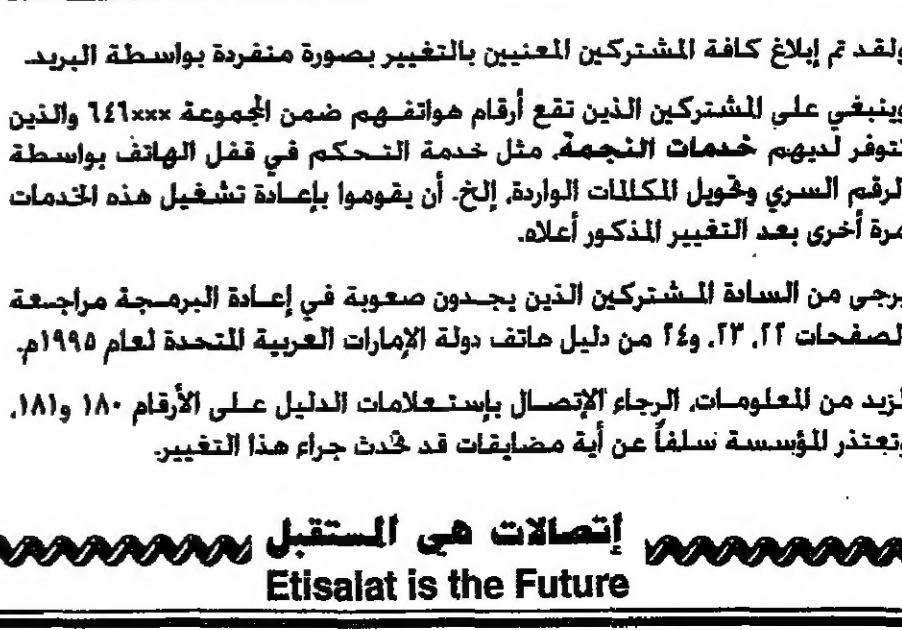 ولقد تم إبلاغ كافة المشتركين المعنيين بالتغيير بصورة منفردة بواسطة البريد.
وينبغي على المشتركين الذين تقع أرقام هواتفهم ضمن المجموعة ٦٤٦xxx والذين
تتوفر لديهم خدمات النجمة، مثل خدمة التحكم في قفل الهاتف بواسطة
الرقم السري وتحويل المكالمات الواردة، إلخ. أن يقوموا بإعادة تشغيل هذه الخدمات
مرة أخرى بعد التغيير المذكور أعلاه.
يرجى من السادة المشتركين الذين يجدون صعوبة في إعادة البرمجة مراجعة
الصفحات ٢٢، ٢٣، و٢٤ من دليل هاتف دولة الإمارات العربية المتحدة لعام ١٩٩٥م.
لمزيد من المعلومات، الرجاء الإتصال بإستعلامات الدليل على الأرقام ١٨٠ و١٨١،
وتعتذر المؤسسة سلفاً عن أية مضايقات قد تحدث جراء هذا التغيير.
إتصالات هي المستقبل
Etisalat is the Future